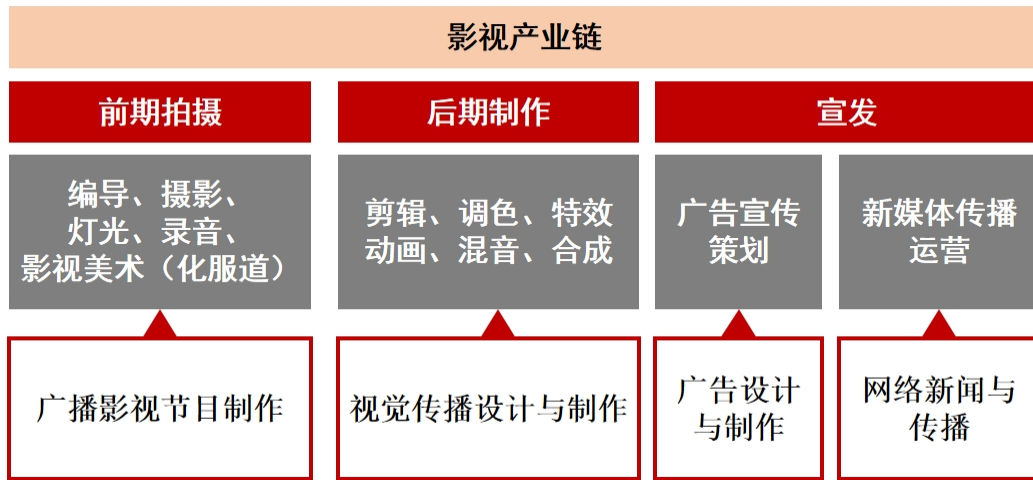 影视产业链
前期拍摄
后期制作
宣发
编导、摄影、
灯光、录音、
影视美术（化服道）
剪辑、调色、特效
动画、混音、合成
广告宣传
策划
新媒体传播
运营
广播影视节目制作
视觉传播设计与制作
广告设计
与制作
网络新闻与
传播